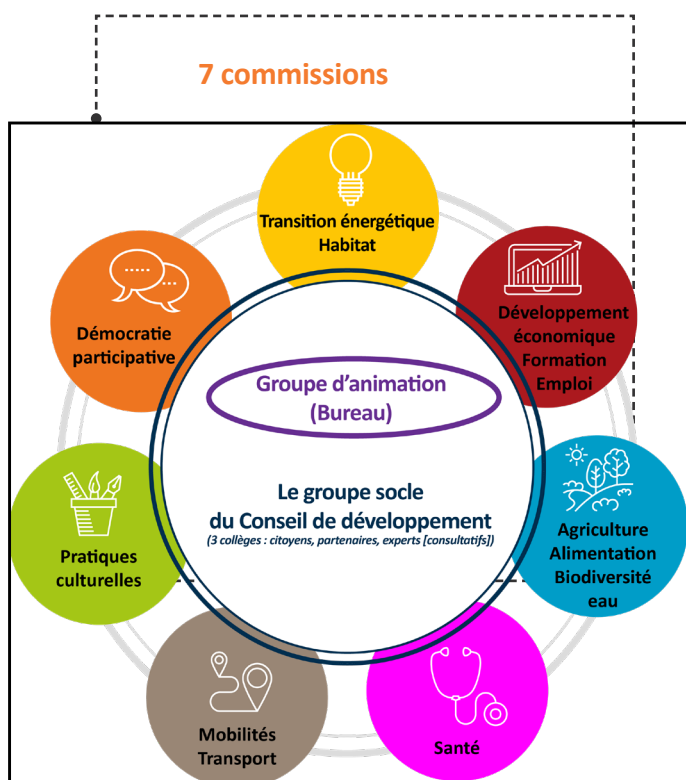 7 commissions
Transition énergétique
Habitat
Développement
économique
Formation
Emploi
Agriculture
Alimentation
Biodiversité
eau
Santé
Mobilités
Transport
Pratiques
culturelles
Démocratie
participative
Groupe d’animation
(Bureau)
Le groupe socle
du Conseil de développement
(3 collèges : citoyens, partenaires, experts [consultatifs])